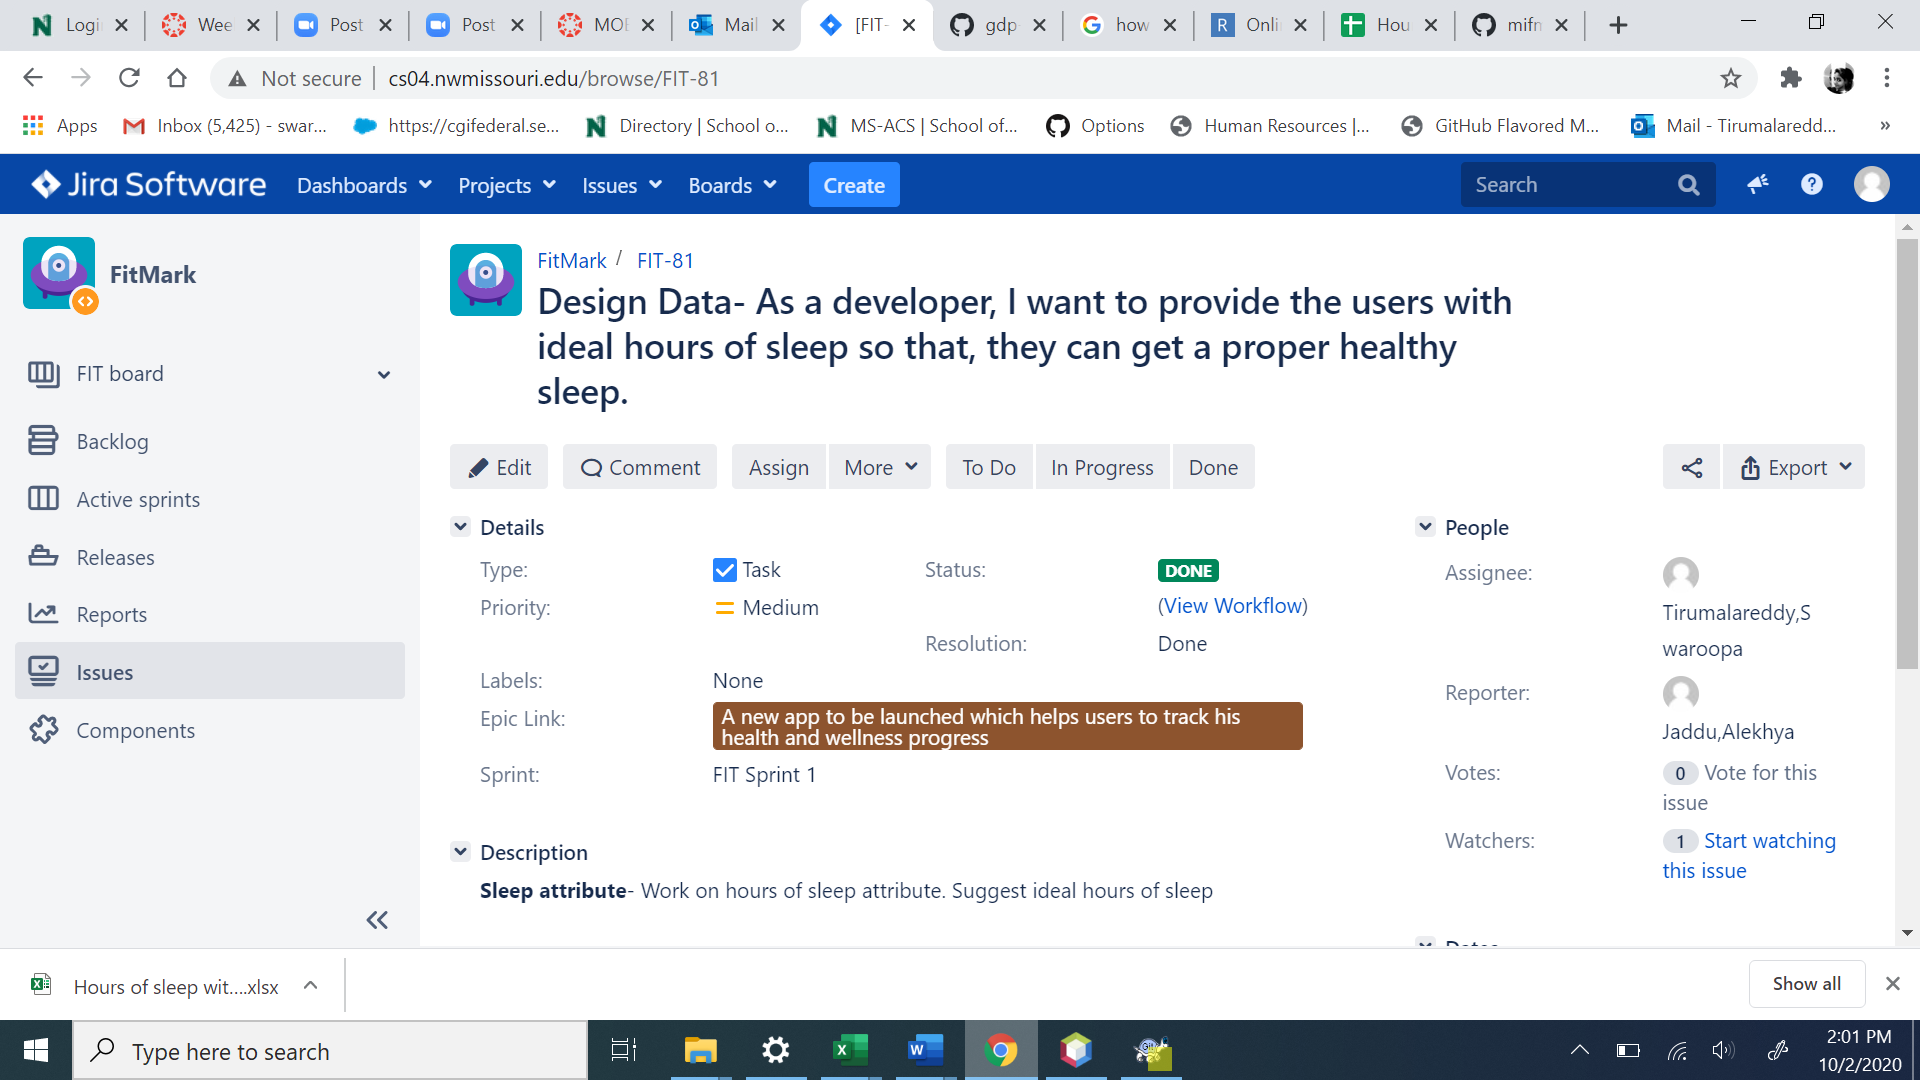 Login
Wee
Post
Post
MOB
Mail
[FIT-
gdp
how
Onli
Hou
mifm
Not secure
cs04.nwmissouri.edu/browse/FIT-81
Apps
Inbox (5,425) - swar...
https://cgifederal.se...
Directory | School o...
MS-ACS | School of...
Options
Human Resources |...
GitHub Flavored M...
Mail - Tirumalaredd...
»
Jira Software
Dashboards
Projects
Issues
Boards
Create
Search
FitMark
FIT board
Backlog
Active sprints
Releases
Reports
Issues
Components
FitMark / FIT-81
Design Data- As a developer, I want to provide the users with
ideal hours of sleep so that, they can get a proper healthy
sleep.
Edit
Comment
Assign
More
To Do
In Progress
Done
Export
Details
Type:
Task
Status:
DONE
Priority:
Medium
(View Workflow)
Resolution:
Done
Labels:
None
Epic Link:
A new app to be launched which helps users to track his
health and wellness progress
Sprint:
FIT Sprint 1
Description
Sleep attribute- Work on hours of sleep attribute. Suggest ideal hours of sleep
People
Assignee:
Tirumalareddy,S
waroopa
Reporter:
Jaddu,Alekhya
Votes:
0 Vote for this
issue
Watchers:
1 Start watching
this issue
Dates
Hours of sleep wit....xlsx
Show all
Type here to search
2:01 PM
10/2/2020